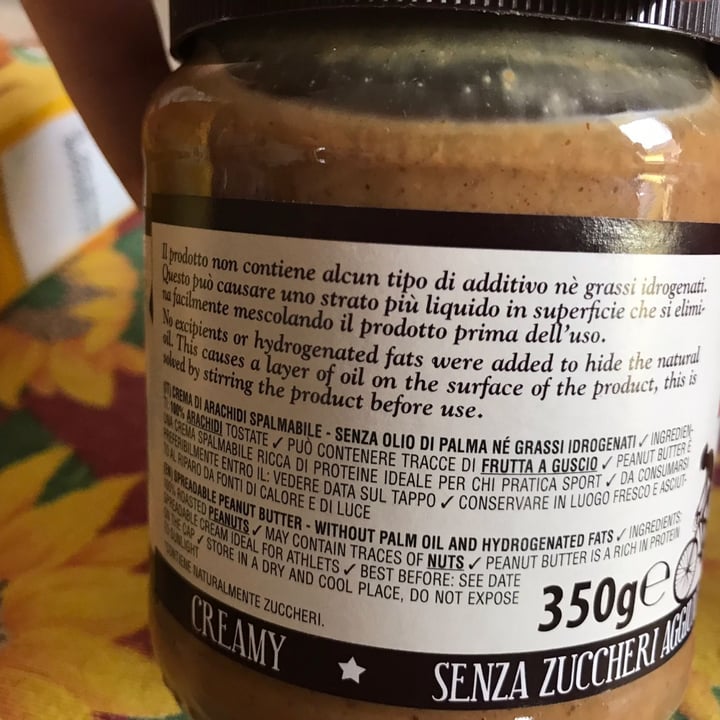 Il prodotto non contiene alcun tipo di additivo nè grassi idrogenati.
Questo può causare uno strato più liquido in superficie che si elimi-
na facilmente mescolando il prodotto prima dell'uso.
No excipients or hydrogenated fats were added to hide the natural
oil. This causes a layer of oil on the surface of the product, this is
solved by stirring the product before use.
(IT) CREMA DI ARACHIDI SPALMABILE - SENZA OLIO DI PALMA NÉ GRASSI IDROGENATI ✓ INGREDIEN-
100% ARACHIDI TOSTATE ✓ PUÒ CONTENERE TRACCE DI FRUTTA A GUSCIO ✓ PEANUT BUTTER È
UNA CREMA SPALMABILE RICCA DI PROTEINE IDEALE PER CHI PRATICA SPORT ✓ DA CONSUMARSI
PREFERIBILMENTE ENTRO IL: VEDERE DATA SUL TAPPO ✓ CONSERVARE IN LUOGO FRESCO E ASCIUT-
TO AL RIPARO DA FONTI DI CALORE E DI LUCE
(EN) SPREADABLE PEANUT BUTTER - WITHOUT PALM OIL AND HYDROGENATED FATS ✓ INGREDIENTS:
ROASTED PEANUTS ✓ MAY CONTAIN TRACES OF NUTS ✓ PEANUT BUTTER IS A RICH IN PROTEIN
SPREADABLE CREAM IDEAL FOR ATHLETS ✓ BEST BEFORE: SEE DATE
ON THE CAP ✓ STORE IN A DRY AND COOL PLACE, DO NOT EXPOSE
TO SUNLIGHT
CONTIENE NATURALMENTE ZUCCHERI.
350g e
CREAMY ★ SENZA ZUCCHERI